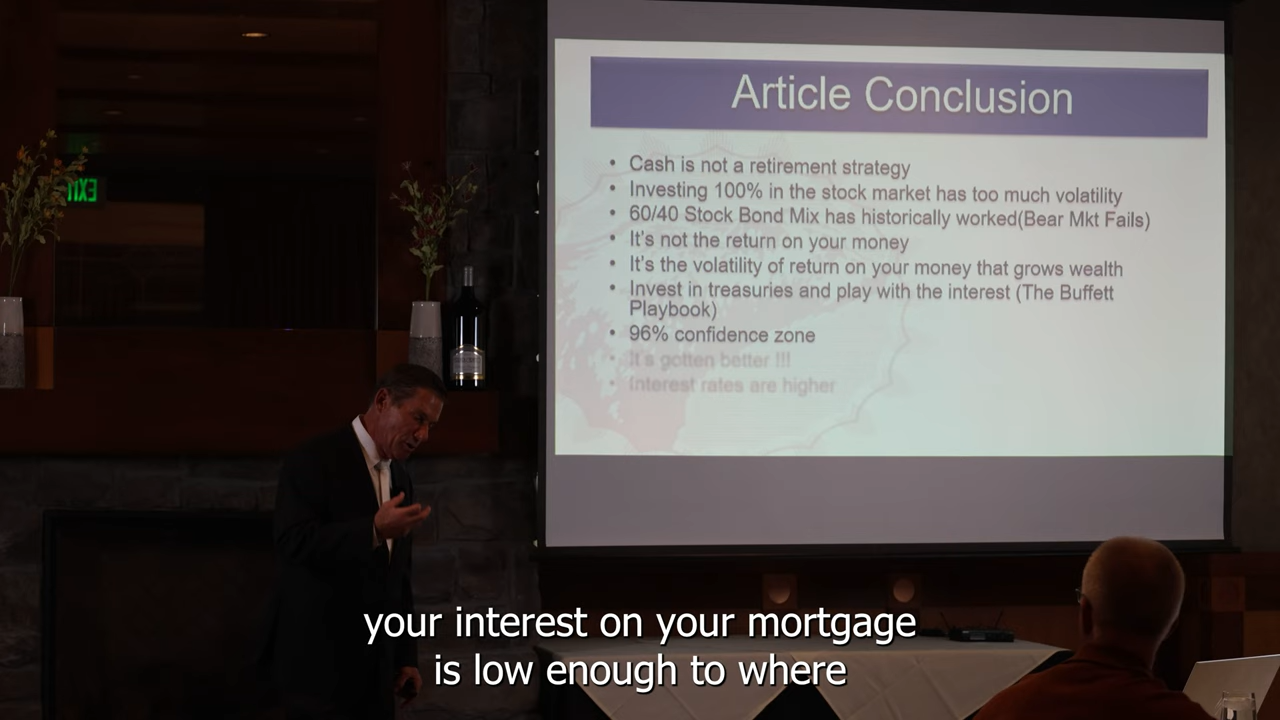 Article Conclusion
• Cash is not a retirement strategy
• Investing 100% in the stock market has too much volatility
• 60/40 Stock Bond Mix has historically worked(Bear Mkt Fails)
• It's not the return on your money
• It's the volatility of return on your money that grows wealth
• Invest in treasuries and play with the interest (The Buffett
Playbook)
• 96% confidence zone
• It's gotten better !!!
• Interest rates are higher
EXIT
your interest on your mortgage
is low enough to where